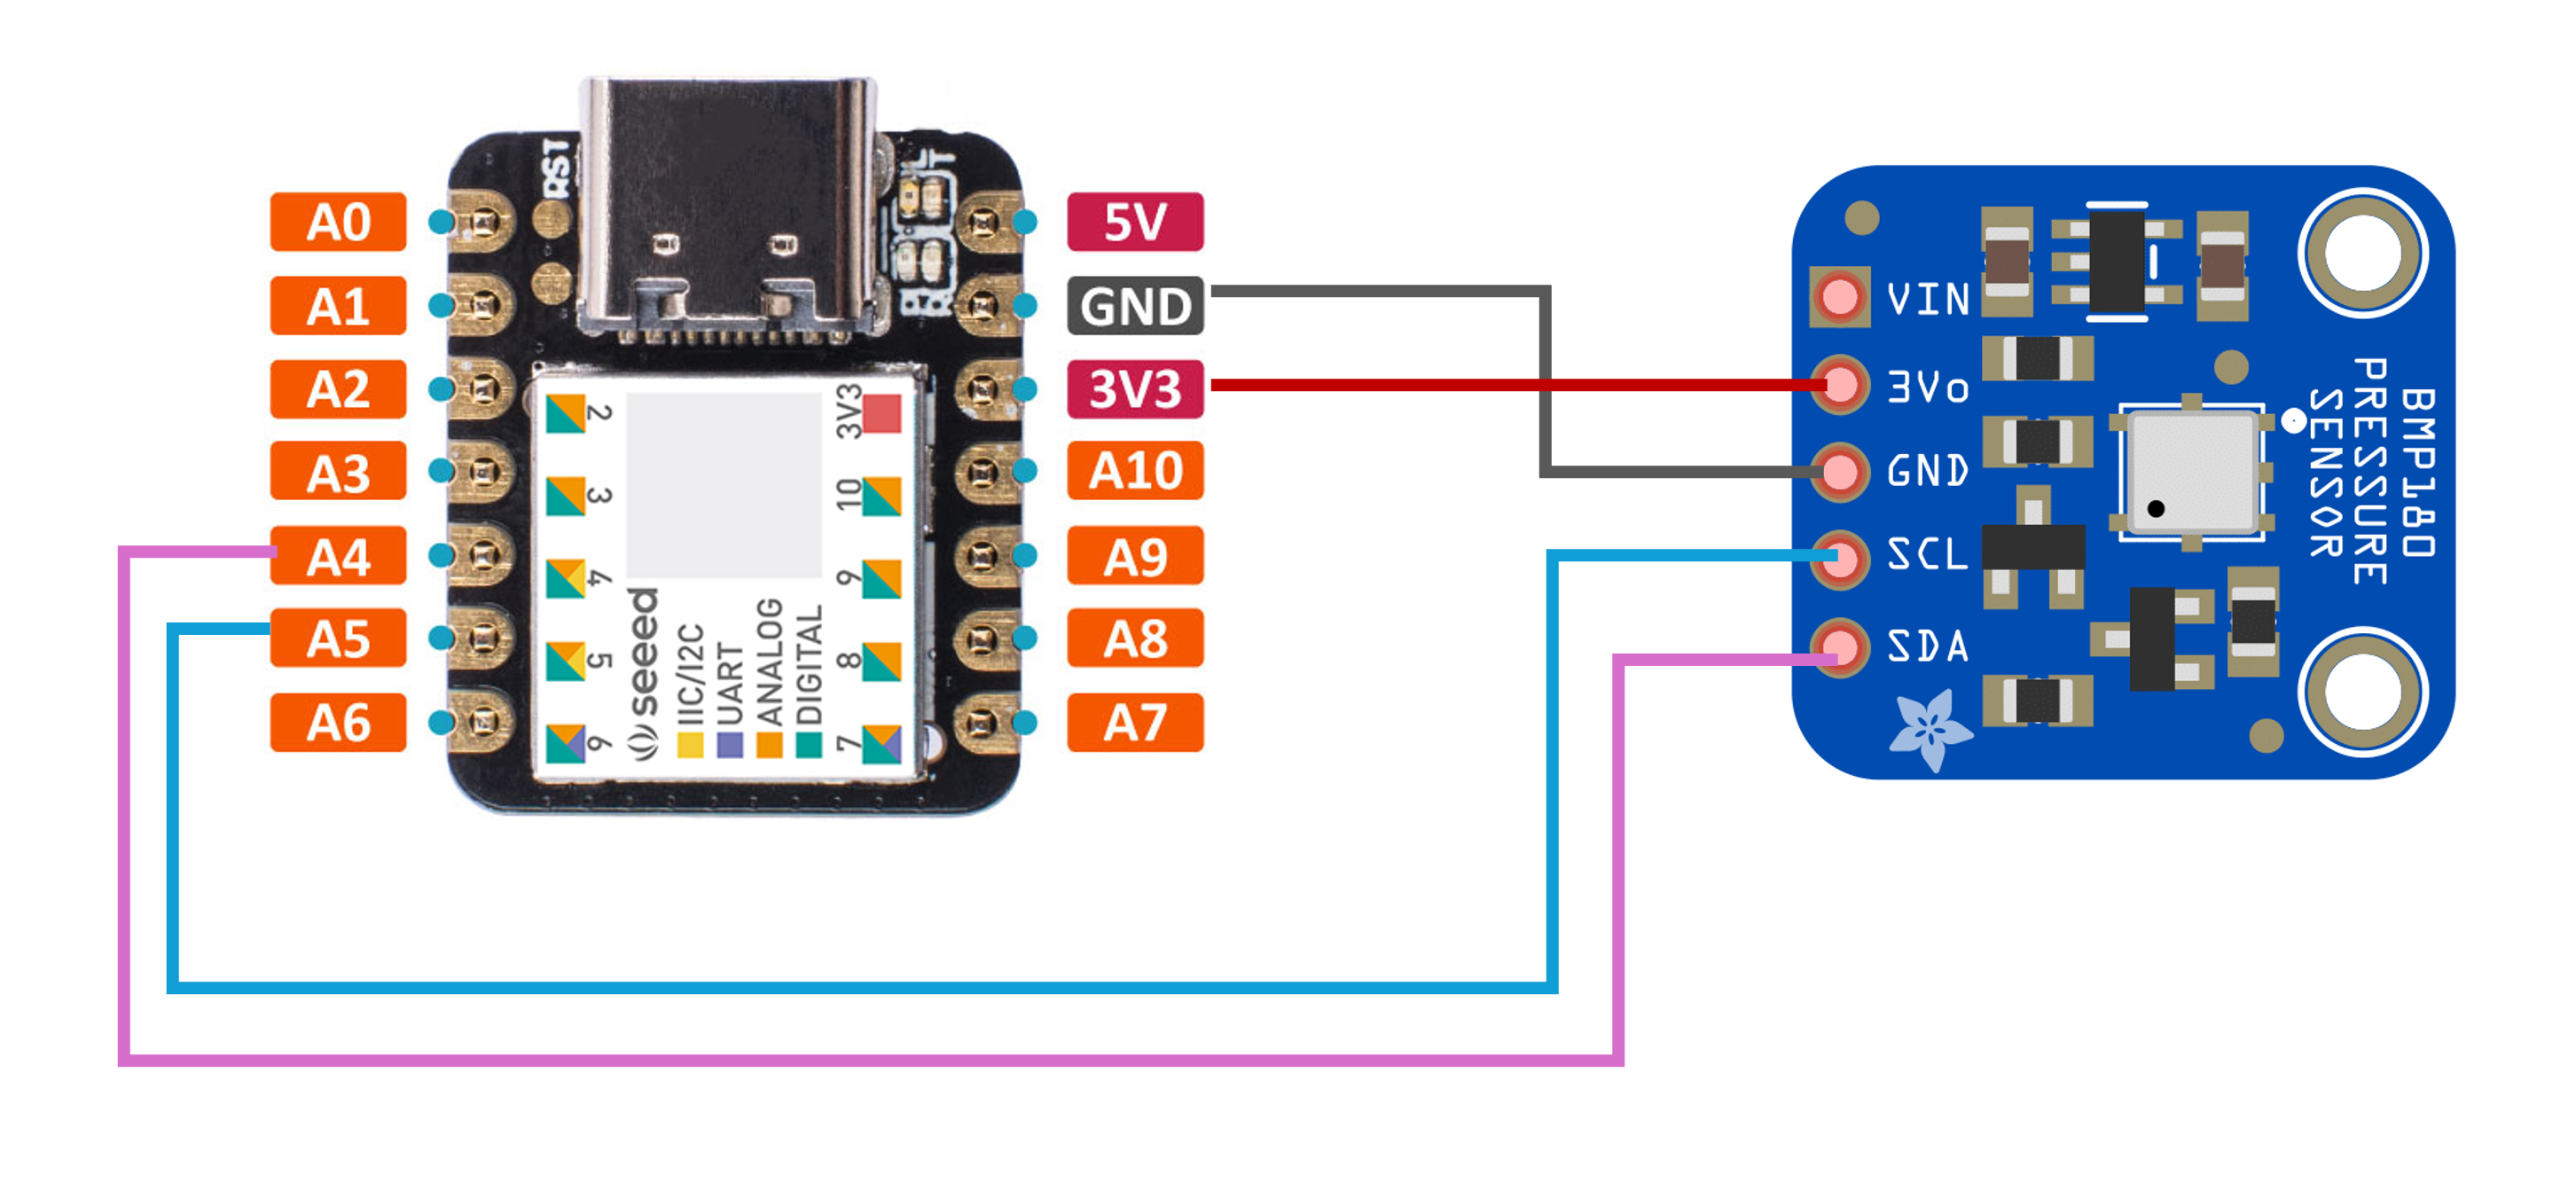 A0
A1
A2
A3
A4
A5
A6
RST
L
T
R
2
3
4
5
6
3V3
10
9
8
7
seeed
IIC/I2C
UART
ANALOG
DIGITAL
5V
GND
3V3
A10
A9
A8
A7
VIN
3Vo
GND
SCL
SDA
BMP180
PRESSURE
SENSOR